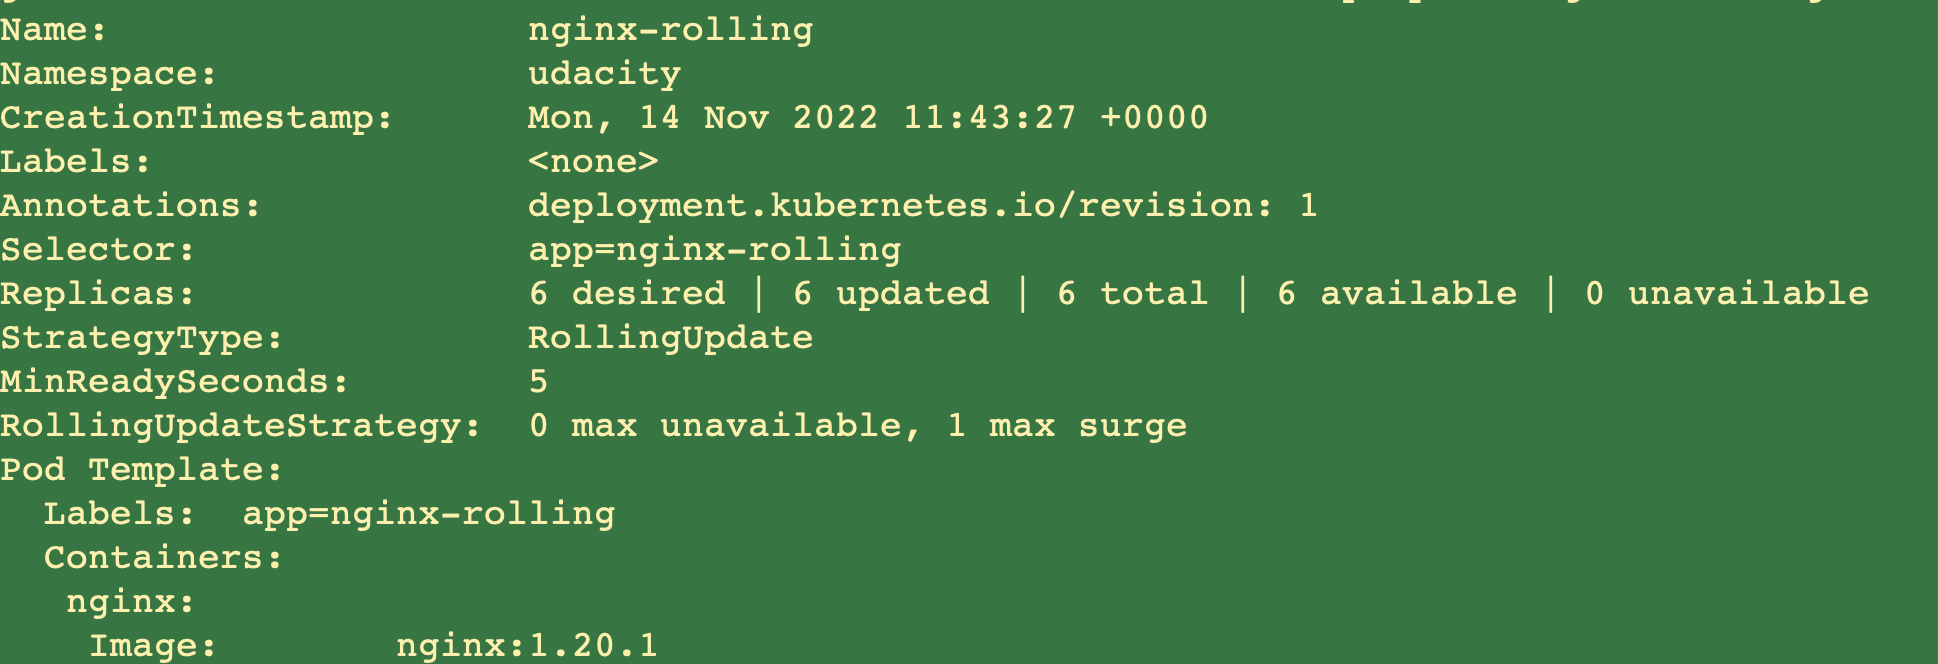 Name:                   nginx-rolling
Namespace:              udacity
CreationTimestamp:      Mon, 14 Nov 2022 11:43:27 +0000
Labels:                 <none>
Annotations:            deployment.kubernetes.io/revision: 1
Selector:               app=nginx-rolling
Replicas:               6 desired | 6 updated | 6 total | 6 available | 0 unavailable
StrategyType:           RollingUpdate
MinReadySeconds:        5
RollingUpdateStrategy:  0 max unavailable, 1 max surge
Pod Template:
  Labels:  app=nginx-rolling
  Containers:
   nginx:
    Image:        nginx:1.20.1